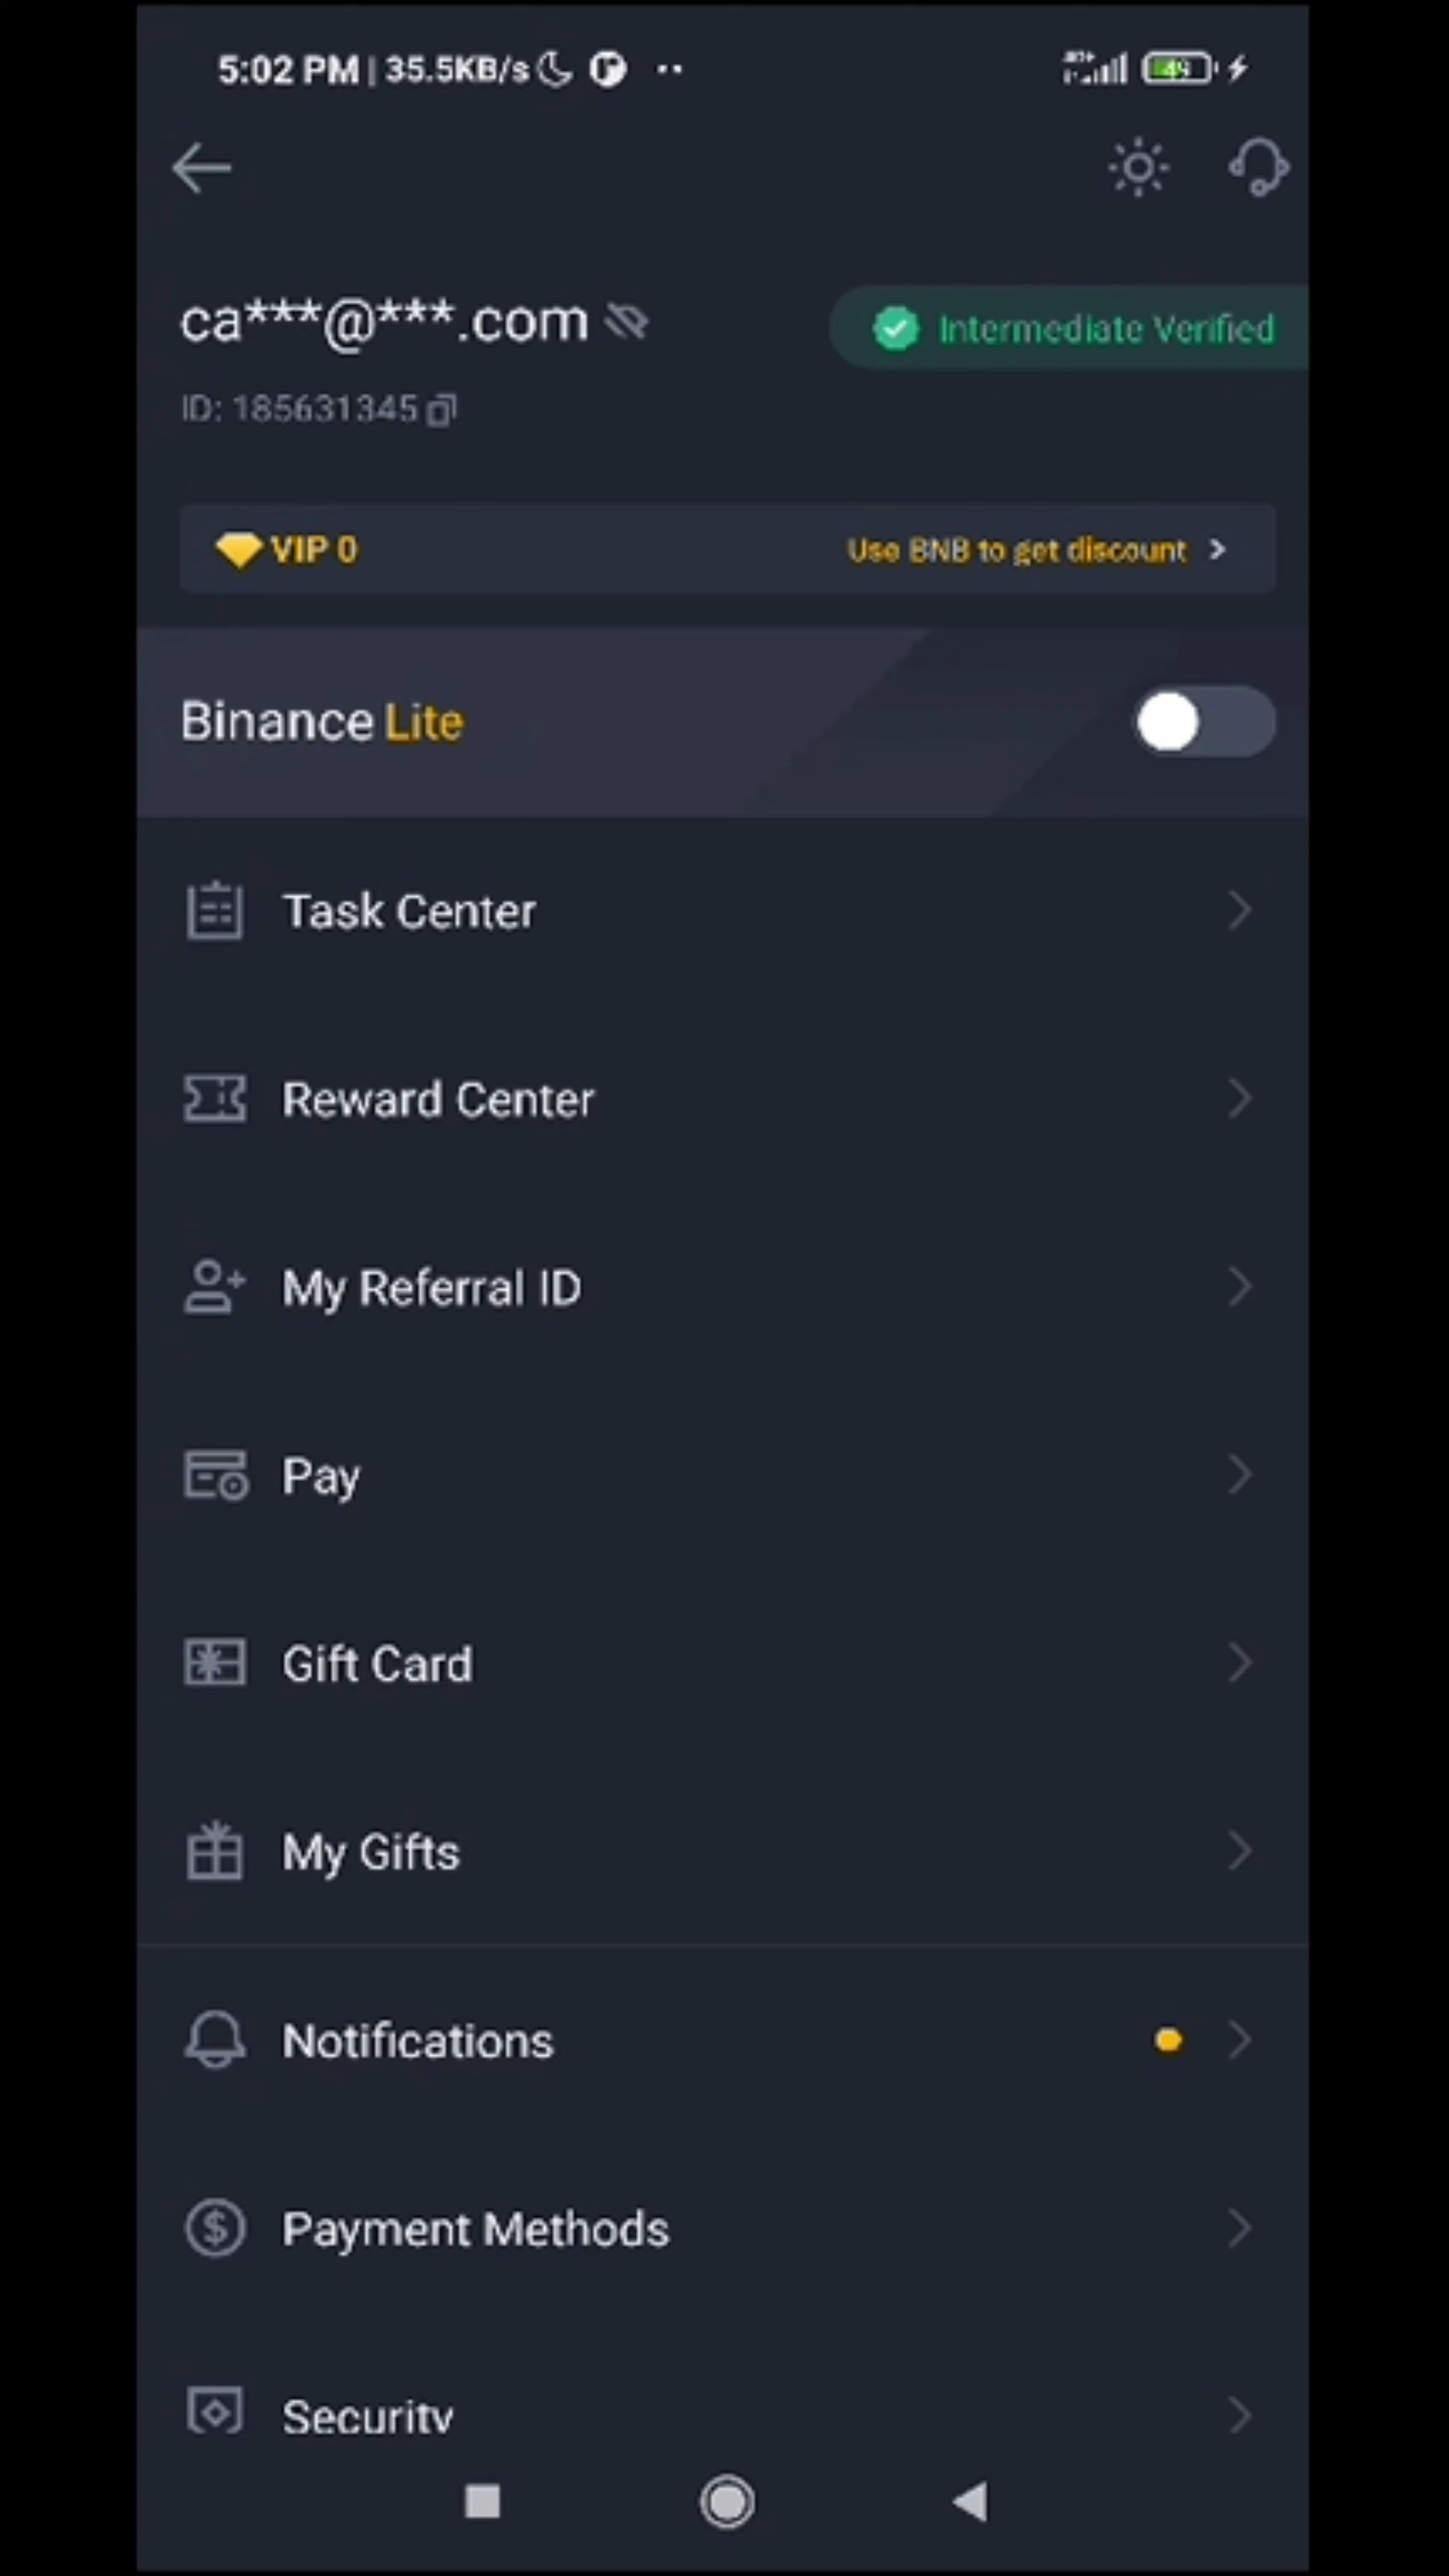 5:02 PM | 35.5KB/s
49
ca***@***.com
Intermediate Verified
ID: 185631345
VIP 0
Use BNB to get discount
Binance Lite
Task Center
Reward Center
My Referral ID
Pay
Gift Card
My Gifts
Notifications
Payment Methods
Security